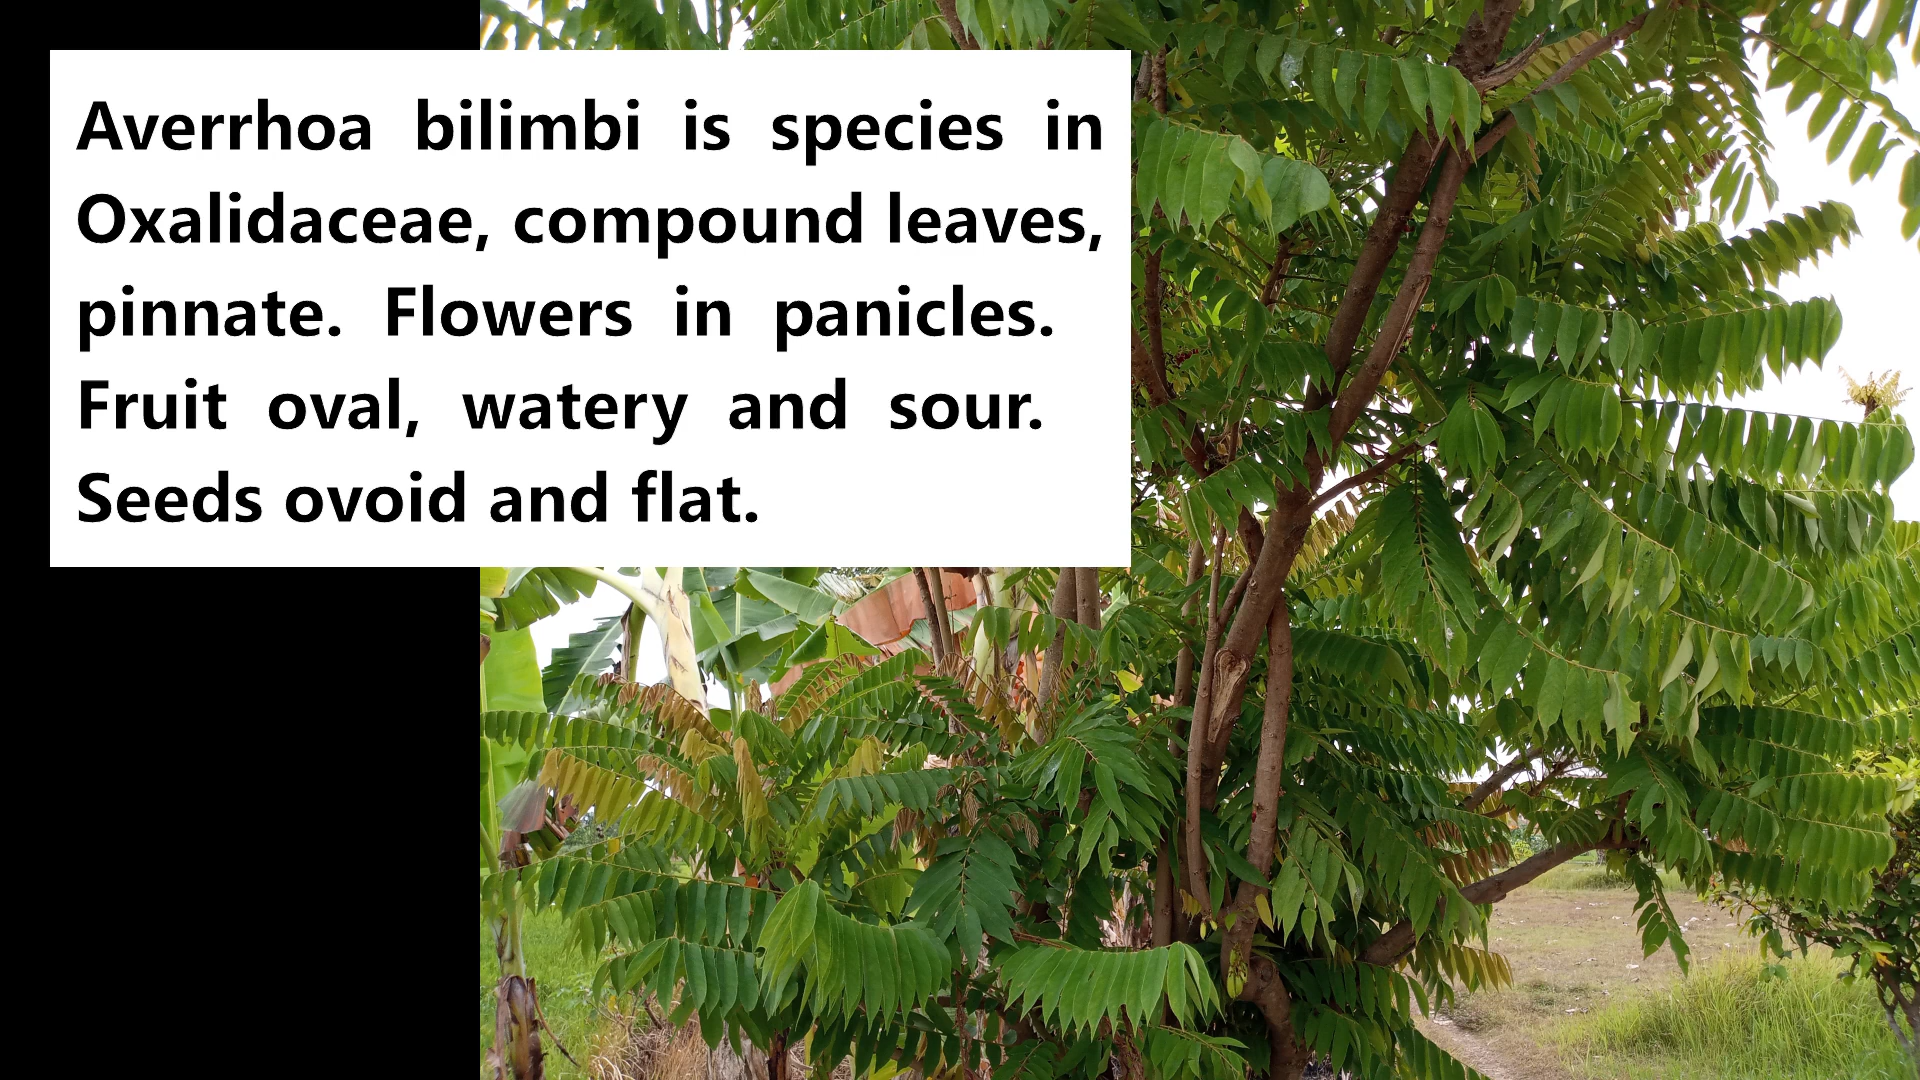 Averrhoa bilimbi is species in
Oxalidaceae, compound leaves,
pinnate. Flowers in panicles.
Fruit oval, watery and sour.
Seeds ovoid and flat.